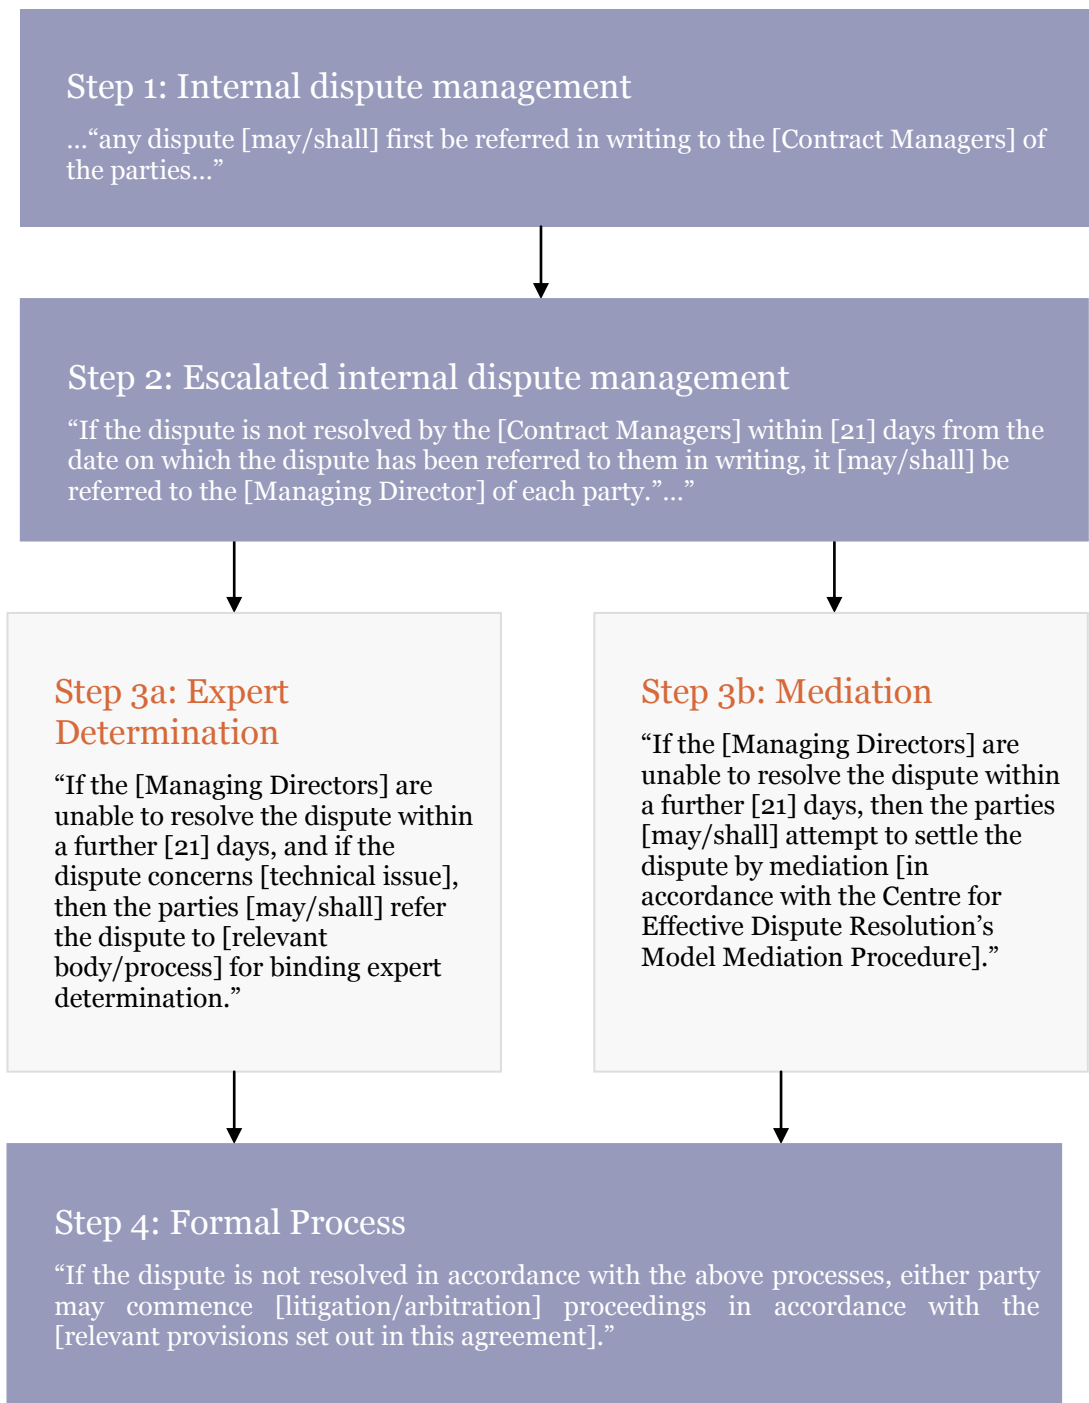 Step 1: Internal dispute management
…“any dispute [may/shall] first be referred in writing to the [Contract Managers] of
the parties…”
Step 2: Escalated internal dispute management
“If the dispute is not resolved by the [Contract Managers] within [21] days from the
date on which the dispute has been referred to them in writing, it [may/shall] be
referred to the [Managing Director] of each party.”…”
Step 3a: Expert
Determination
“If the [Managing Directors] are
unable to resolve the dispute within
a further [21] days, and if the
dispute concerns [technical issue],
then the parties [may/shall] refer
the dispute to [relevant
body/process] for binding expert
determination.”
Step 3b: Mediation
“If the [Managing Directors] are
unable to resolve the dispute within
a further [21] days, then the parties
[may/shall] attempt to settle the
dispute by mediation [in
accordance with the Centre for
Effective Dispute Resolution’s
Model Mediation Procedure].”
Step 4: Formal Process
“If the dispute is not resolved in accordance with the above processes, either party
may commence [litigation/arbitration] proceedings in accordance with the
[relevant provisions set out in this agreement].”